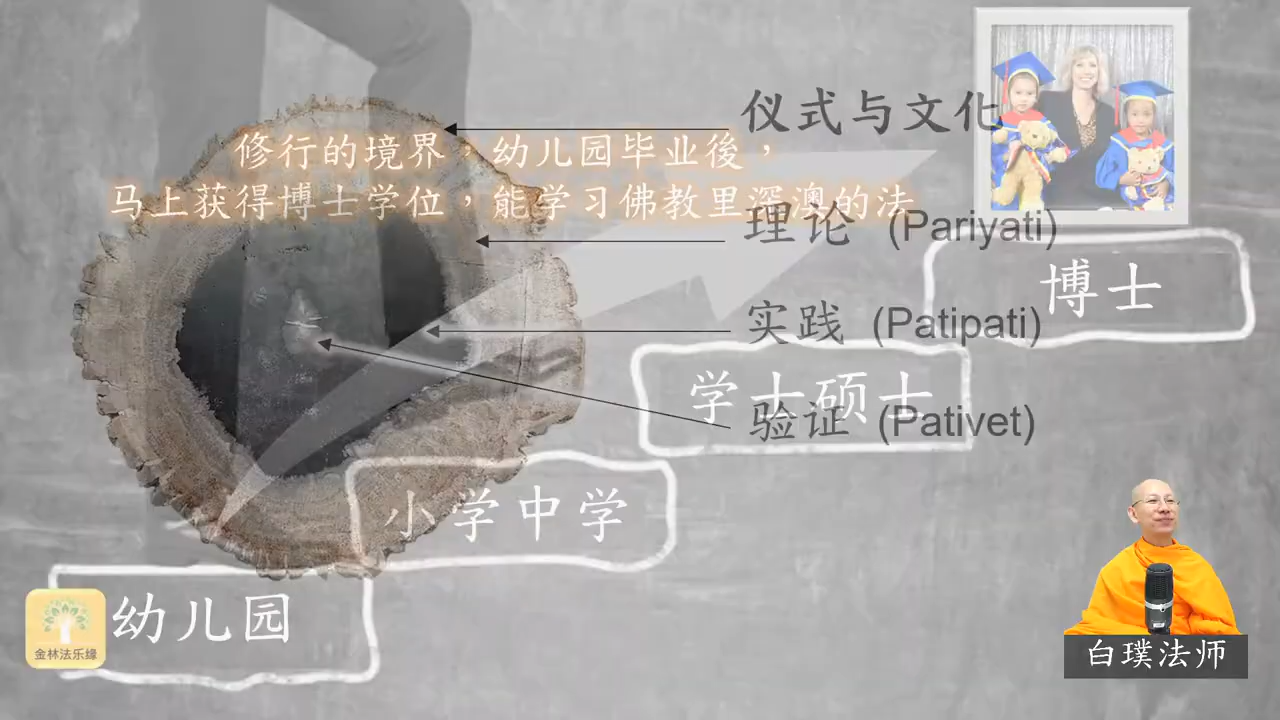 仪式与文化
修行的境界，幼儿园毕业後，
马上获得博士学位，能学习佛教里深澳的法
理论 (Pariyati)
博士
实践 (Patipati)
学士硕士
验证 (Pativet)
小学中学
幼儿园
金林法乐缘
白璞法师